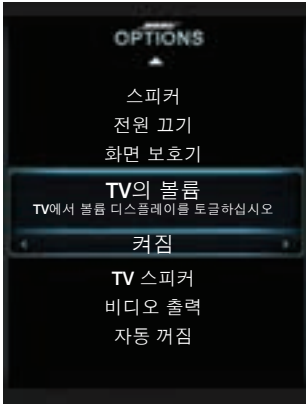 OPTIONS
스피커
전원 끄기
화면 보호기
TV의 볼륨
TV에서 볼륨 디스플레이를 토글하십시오
켜짐
TV 스피커
비디오 출력
자동 꺼짐